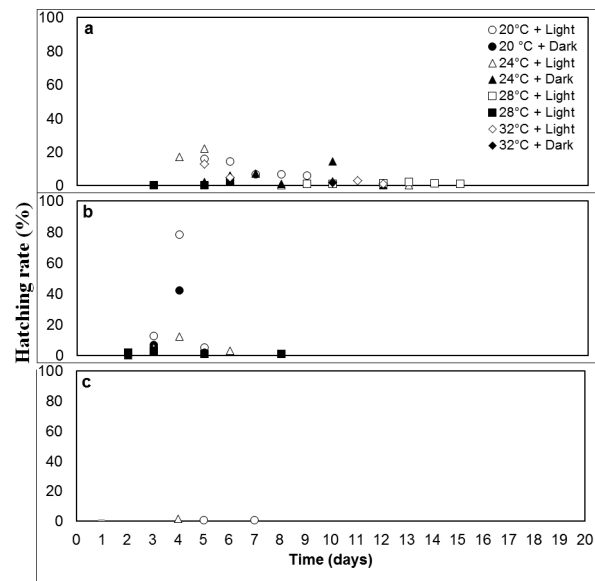 a
100
80
60
40
20
0
20°C + Light
20 °C + Dark
24°C + Light
24°C + Dark
28°C + Light
28°C + Light
32°C + Light
32°C + Dark
Hatching rate (%)
b
100
80
60
40
20
0
c
100
80
60
40
20
0
0 1 2 3 4 5 6 7 8 9 10 11 12 13 14 15 16 17 18 19 20
Time (days)